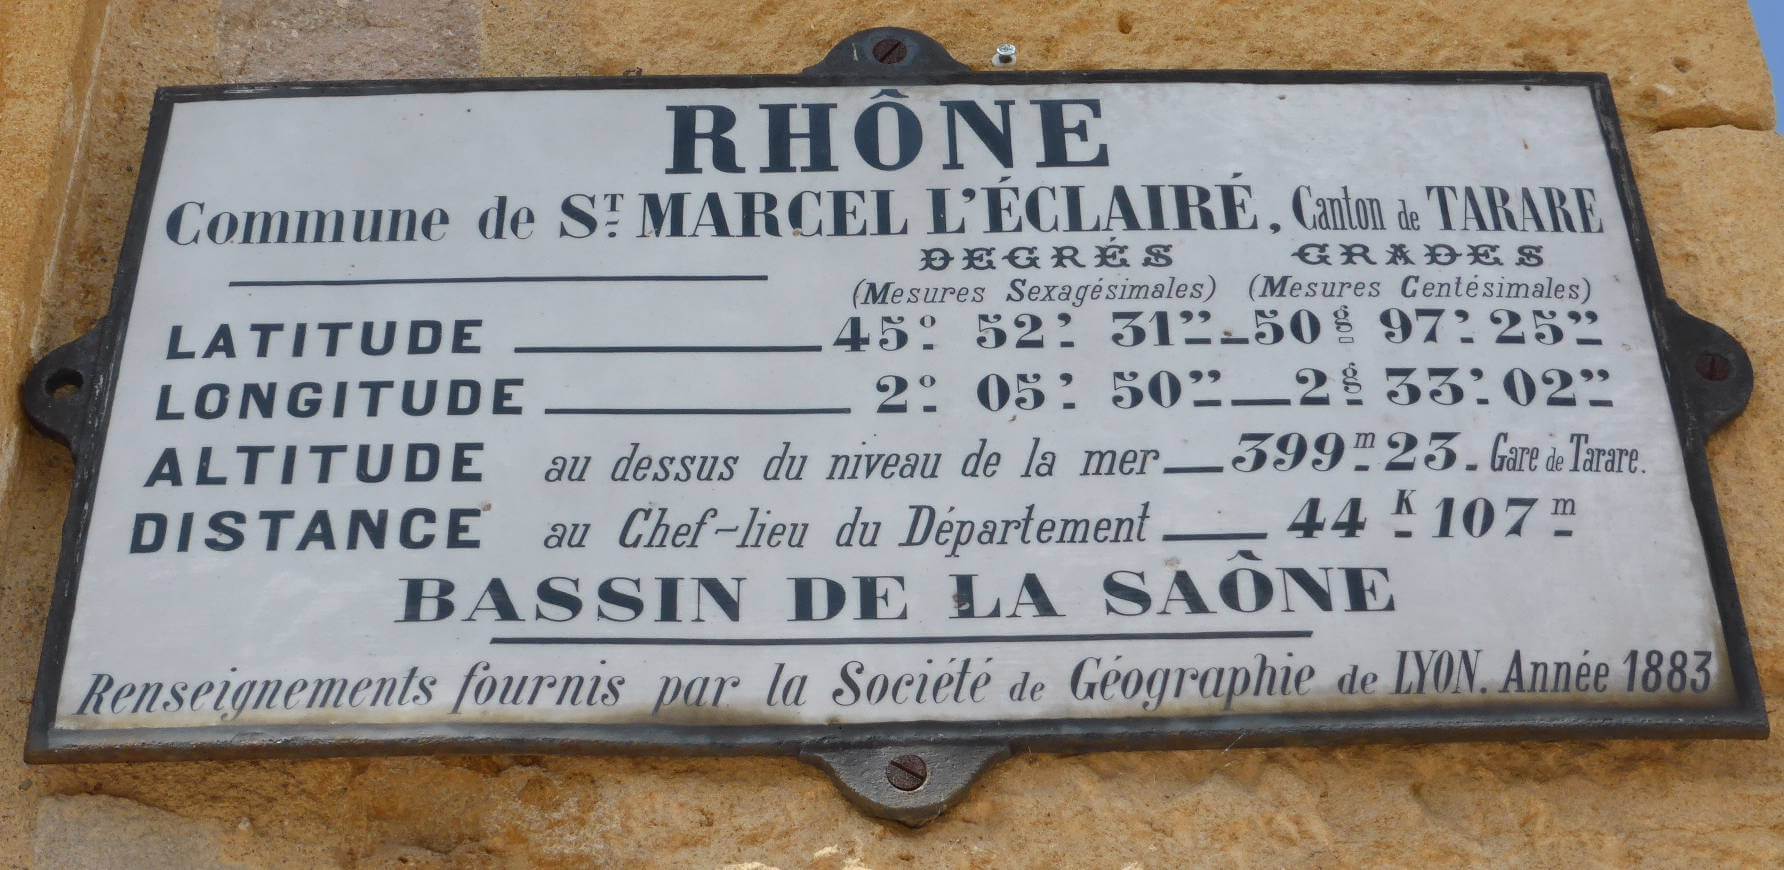 RHÔNE
Commune de ST. MARCEL L'ÉCLAIRÉ, Canton de TARARE
DEGRÉS GRADES
(Mesures Sexagésimales) (Mesures Centésimales)
LATITUDE 45° 52' 31" 50g 97' 25"
LONGITUDE 2° 05' 50" 2g 33' 02"
ALTITUDE au dessus du niveau de la mer 399m 23. Gare de Tarare.
DISTANCE au Chef-lieu du Département 44K 107m
BASSIN DE LA SAÔNE
Renseignements fournis par la Société de Géographie de LYON. Année 1883